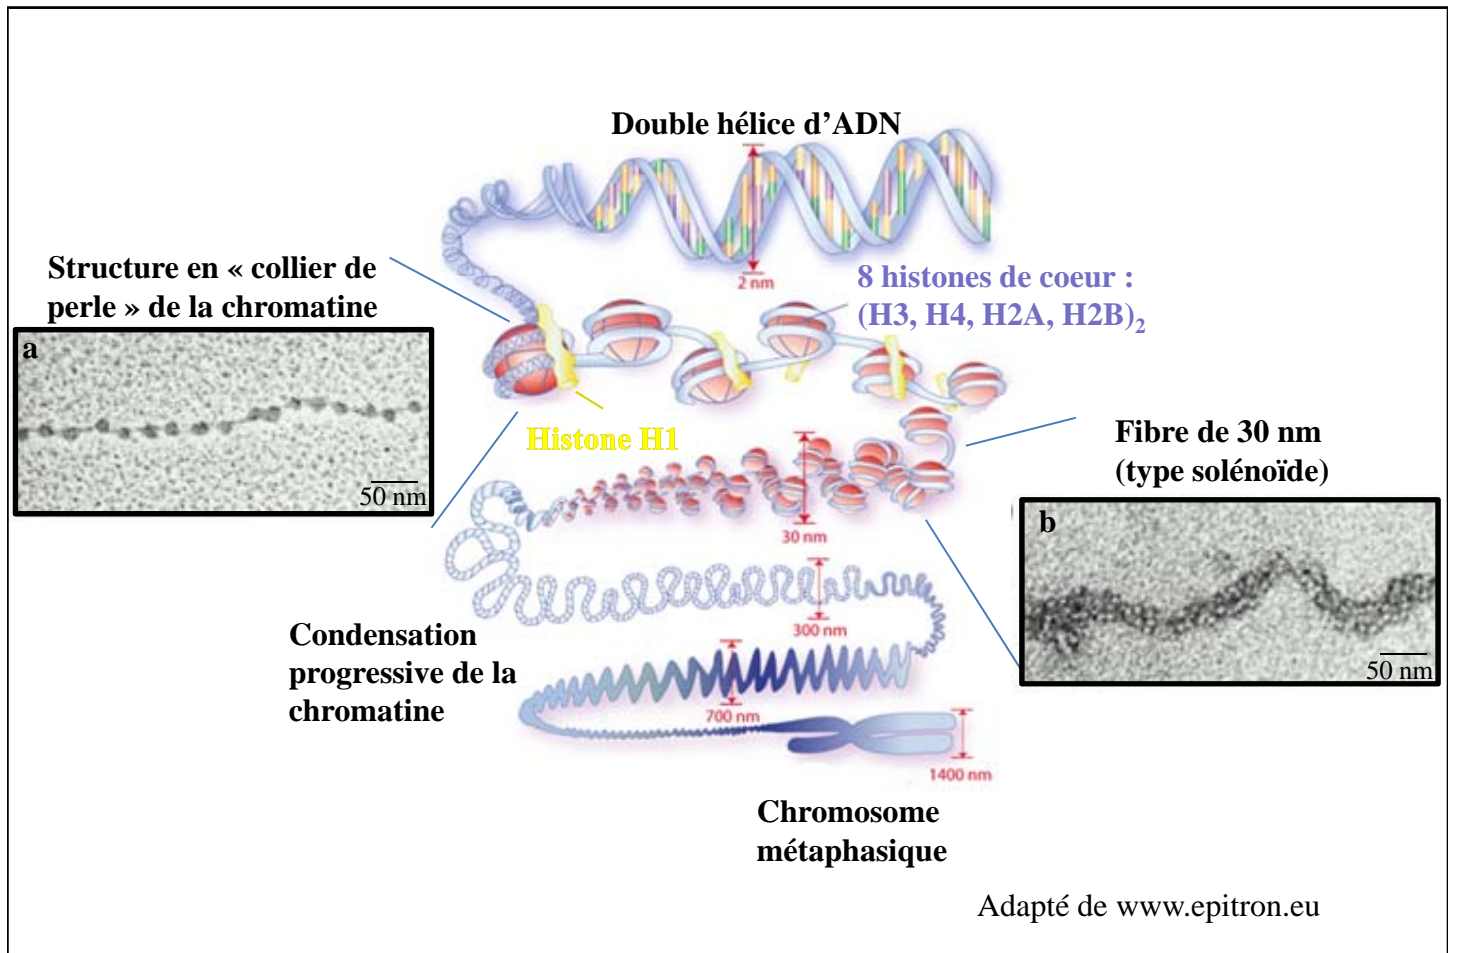 Double hélice d’ADN
2 nm
Structure en « collier de
perle » de la chromatine
8 histones de coeur :
(H3, H4, H2A, H2B)2
a
50 nm
Histone H1
Fibre de 30 nm
(type solénoïde)
30 nm
b
50 nm
300 nm
Condensation
progressive de la
chromatine
700 nm
1400 nm
Chromosome
métaphasique
Adapté de www.epitron.eu